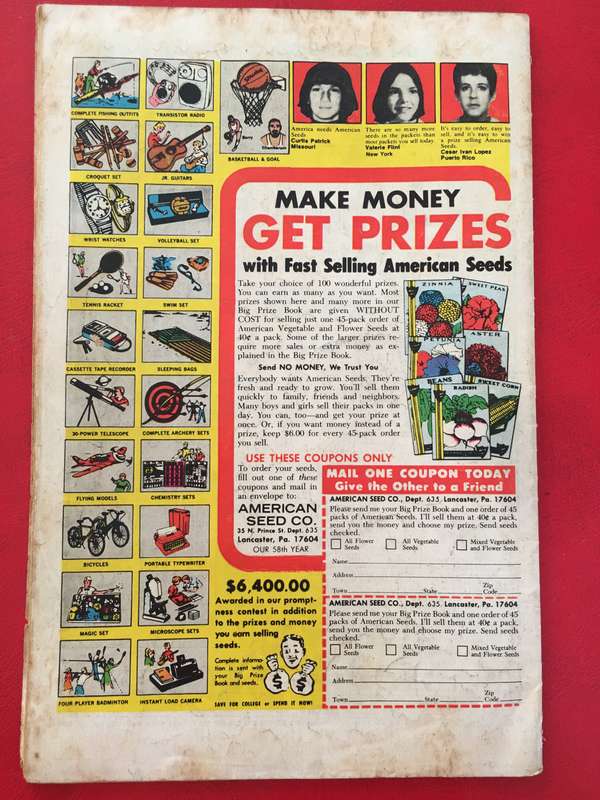 COMPLETE FISHING OUTFITS
TRANSISTOR RADIO
BASKETBALL & GOAL
America needs American
Seeds
Curtis Patrick
Missouri
There are so many more
seeds in the packets than
most packets you sell today.
Valerie Flint
New York
It's easy to order, easy to
sell, and it's easy to win
a prize selling American
Seeds.
Cesar Ivan Lopez
Puerto Rico
CROQUET SET
JR. GUITARS
WRIST WATCHES
VOLLEYBALL SET
TENNIS RACKET
SWIM SET
CASSETTE TAPE RECORDER
SLEEPING BAGS
30-POWER TELESCOPE
COMPLETE ARCHERY SETS
FLYING MODELS
CHEMISTRY SETS
BICYCLES
PORTABLE TYPEWRITER
MAGIC SET
MICROSCOPE SETS
FOUR PLAYER BADMINTON
INSTANT LOAD CAMERA
MAKE MONEY
GET PRIZES
with Fast Selling American Seeds
Take your choice of 100 wonderful prizes.
You can earn as many as you want. Most
prizes shown here and many more in our
Big Prize Book are given WITHOUT
COST for selling just one 45-pack order of
American Vegetable and Flower Seeds at
40¢ a pack. Some of the larger prizes re-
quire more sales or extra money as ex-
plained in the Big Prize Book.
Send NO MONEY, We Trust You
Everybody wants American Seeds. They're
fresh and ready to grow. You'll sell them
quickly to family, friends and neighbors.
Many boys and girls sell their packs in one
day. You can, too—and get your prize at
once. Or, if you want money instead of a
prize, keep $6.00 for every 45-pack order
you sell.
ZINNIA
SWEET PEAS
PETUNIA
ASTER
BEANS
RADISH
SWEET CORN
USE THESE COUPONS ONLY
To order your seeds,
fill out one of these
coupons and mail in
an envelope to:
AMERICAN
SEED CO.
35 N. Prince St. Dept. 635
Lancaster, Pa. 17604
OUR 58th YEAR
$6,400.00
Awarded in our prompt-
ness contest in addition
to the prizes and money
you earn selling
seeds.
Complete informa-
tion is sent with
your Big Prize
Book and seeds.
SAVE FOR COLLEGE or SPEND IT NOW!
MAIL ONE COUPON TODAY
Give the Other to a Friend
AMERICAN SEED CO., Dept. 635, Lancaster, Pa. 17604
Please send me your Big Prize Book and one order of 45
packs of American Seeds. I'll sell them at 40¢ a pack,
send you the money and choose my prize. Send seeds
checked.
All Flower
Seeds
All Vegetable
Seeds
Mixed Vegetable
and Flower Seeds
Name
Address
Town State Zip Code
AMERICAN SEED CO., Dept. 635, Lancaster, Pa. 17604
Please send me your Big Prize Book and one order of 45
packs of American Seeds. I'll sell them at 40¢ a pack,
send you the money and choose my prize. Send seeds
checked.
All Flower
Seeds
All Vegetable
Seeds
Mixed Vegetable
and Flower Seeds
Name
Address
Town State Zip Code